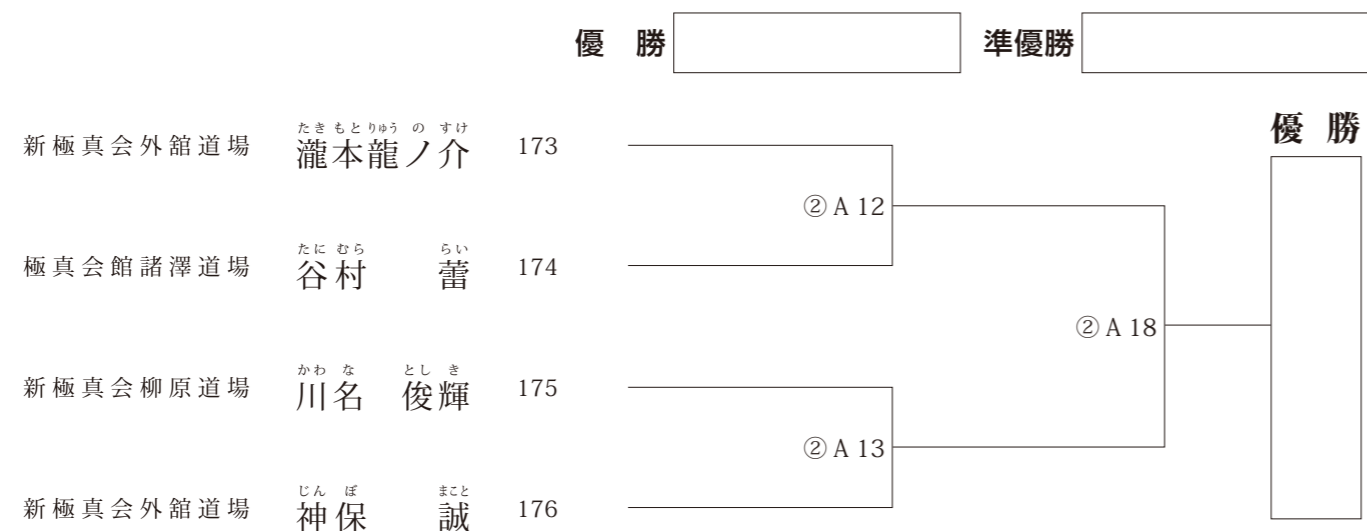 優　勝　準優勝
優 勝
たき もと りゅう の すけ
新極真会外舘道場　瀧本龍ノ介　173
② A 12
たに むら　らい
極真会館諸澤道場　谷村　蕾　174
② A 18
かわ な　とし き
新極真会柳原道場　川名　俊輝　175
② A 13
じん ぼ　まこと
新極真会外舘道場　神保　誠　176